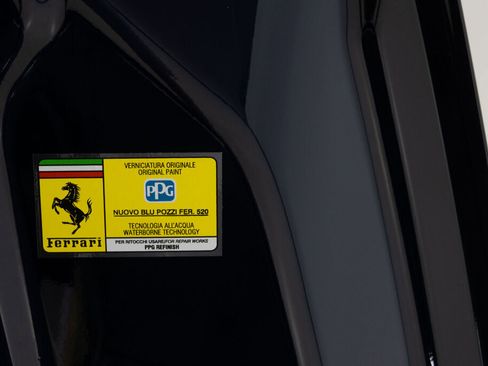 VERNICIATURA ORIGINALE
ORIGINAL PAINT
PPG
NUOVO BLU POZZI FER. 520
TECNOLOGIA ALL'ACQUA
WATERBORNE TECHNOLOGY
Ferrari
PER RITOCCHI USARE/FOR REPAIR WORKS
PPG REFINISH